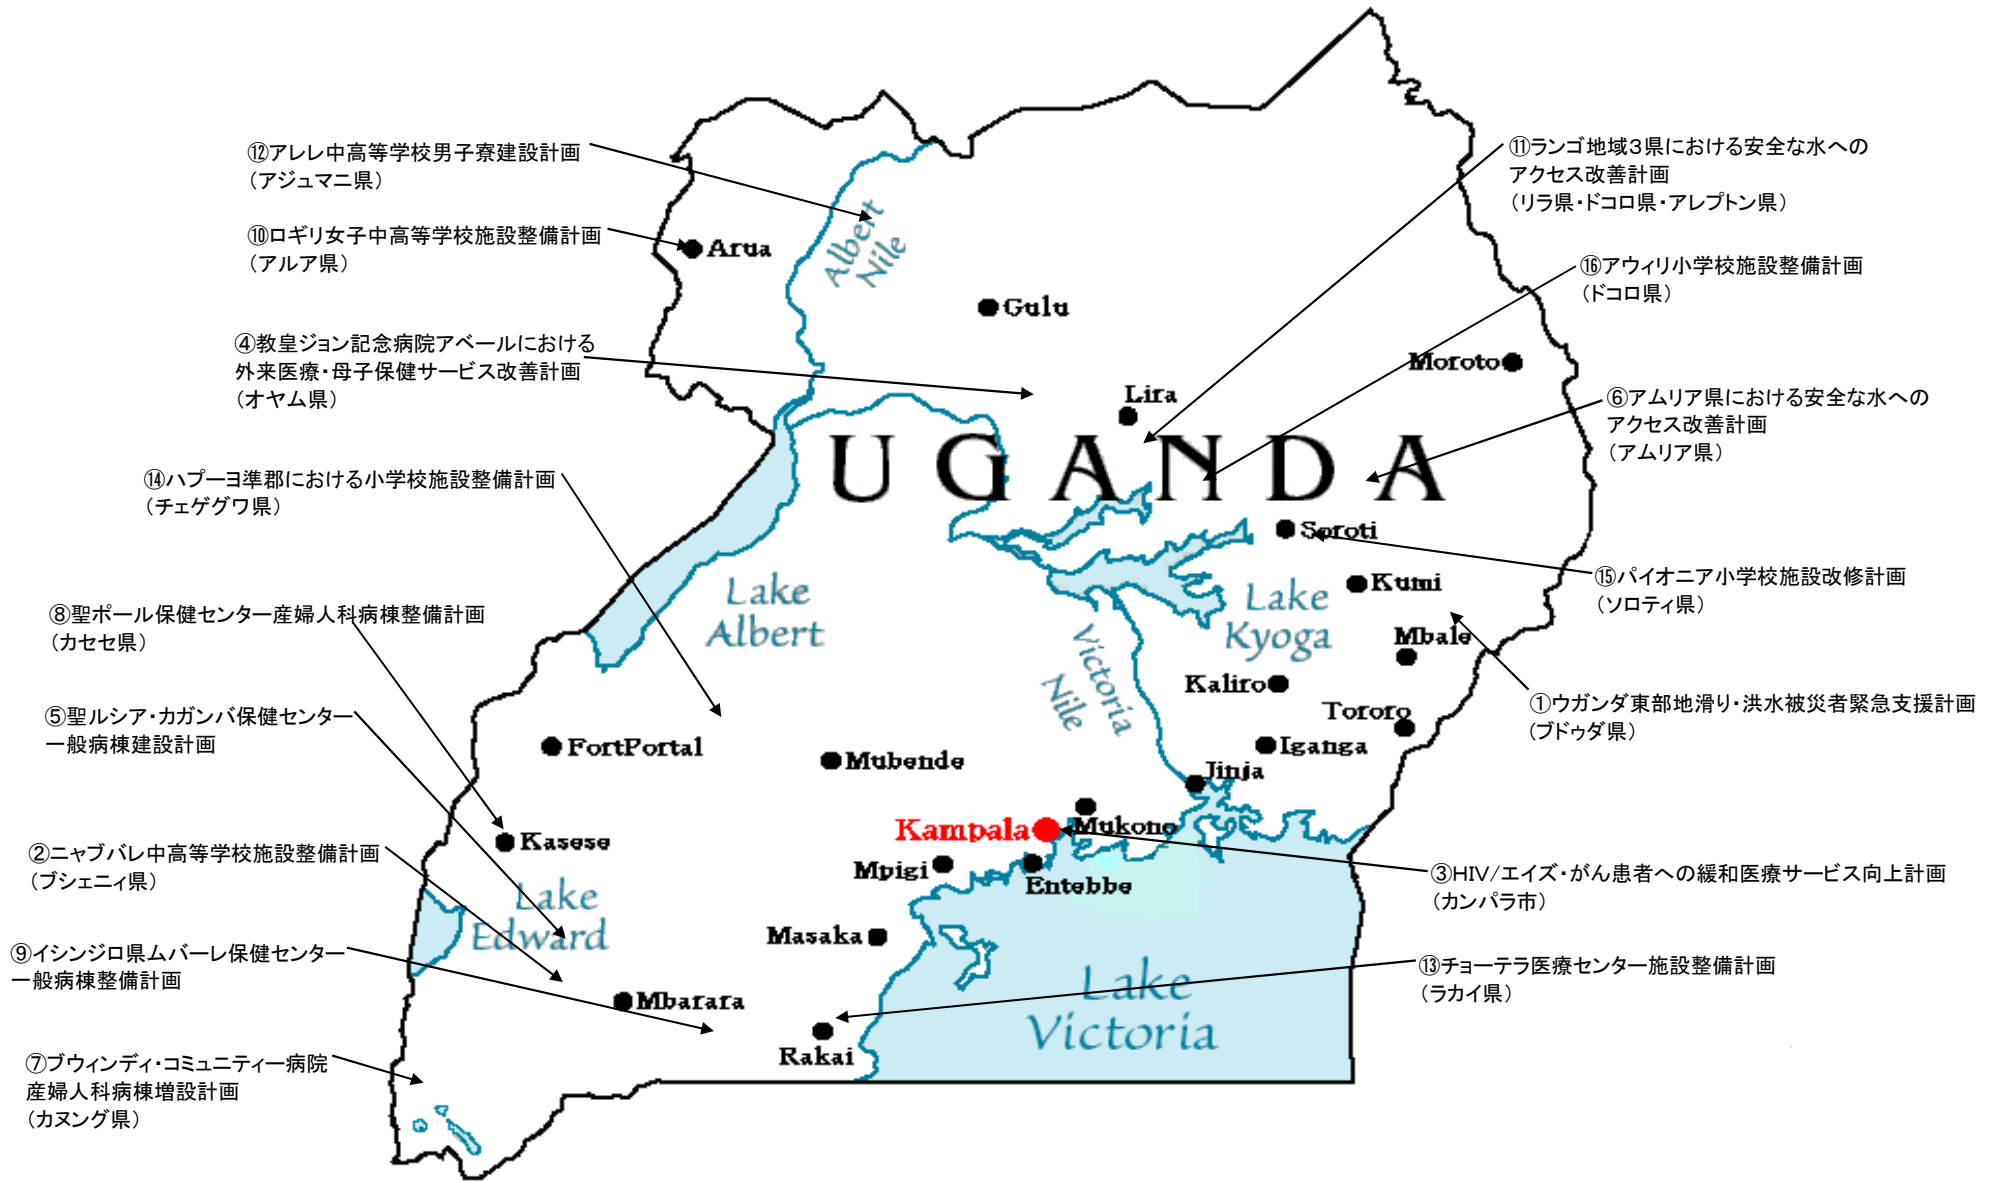 ⑫アレレ中高等学校男子寮建設計画
（アジュマニ県）
⑩ロギリ女子中高等学校施設整備計画
（アルア県）
④教皇ジョン記念病院アベールにおける
外来医療・母子保健サービス改善計画
（オヤム県）
⑭ハプーヨ準郡における小学校施設整備計画
（チェゲグワ県）
⑧聖ポール保健センター産婦人科病棟整備計画
（カセセ県）
⑤聖ルシア・カガンバ保健センター
一般病棟建設計画
②ニャブバレ中高等学校施設整備計画
（ブシェニィ県）
⑨イシンジロ県ムバーレ保健センター
一般病棟整備計画
⑦ブウィンディ・コミュニティー病院
産婦人科病棟増設計画
（カヌング県）
⑪ランゴ地域３県における安全な水への
アクセス改善計画
（リラ県・ドコロ県・アレプトン県）
⑯アウィリ小学校施設整備計画
（ドコロ県）
⑥アムリア県における安全な水への
アクセス改善計画
（アムリア県）
⑮パイオニア小学校施設改修計画
（ソロティ県）
①ウガンダ東部地滑り・洪水被災者緊急支援計画
（ブドゥダ県）
③HIV/エイズ・がん患者への緩和医療サービス向上計画
（カンパラ市）
⑬チョーテラ医療センター施設整備計画
（ラカイ県）
Arua
Albert
Nile
Gulu
Moroto
Lira
UGANDA
Soroti
Kumi
Lake
Albert
Lake
Kyoga
Mbale
Victoria
Nile
Kaliro
Tororo
FortPortal
Mubende
Iganga
Jinja
Kampala
Mukono
Kasese
Mpigi
Entebbe
Lake
Edward
Masaka
Mbarara
Lake
Victoria
Rakai